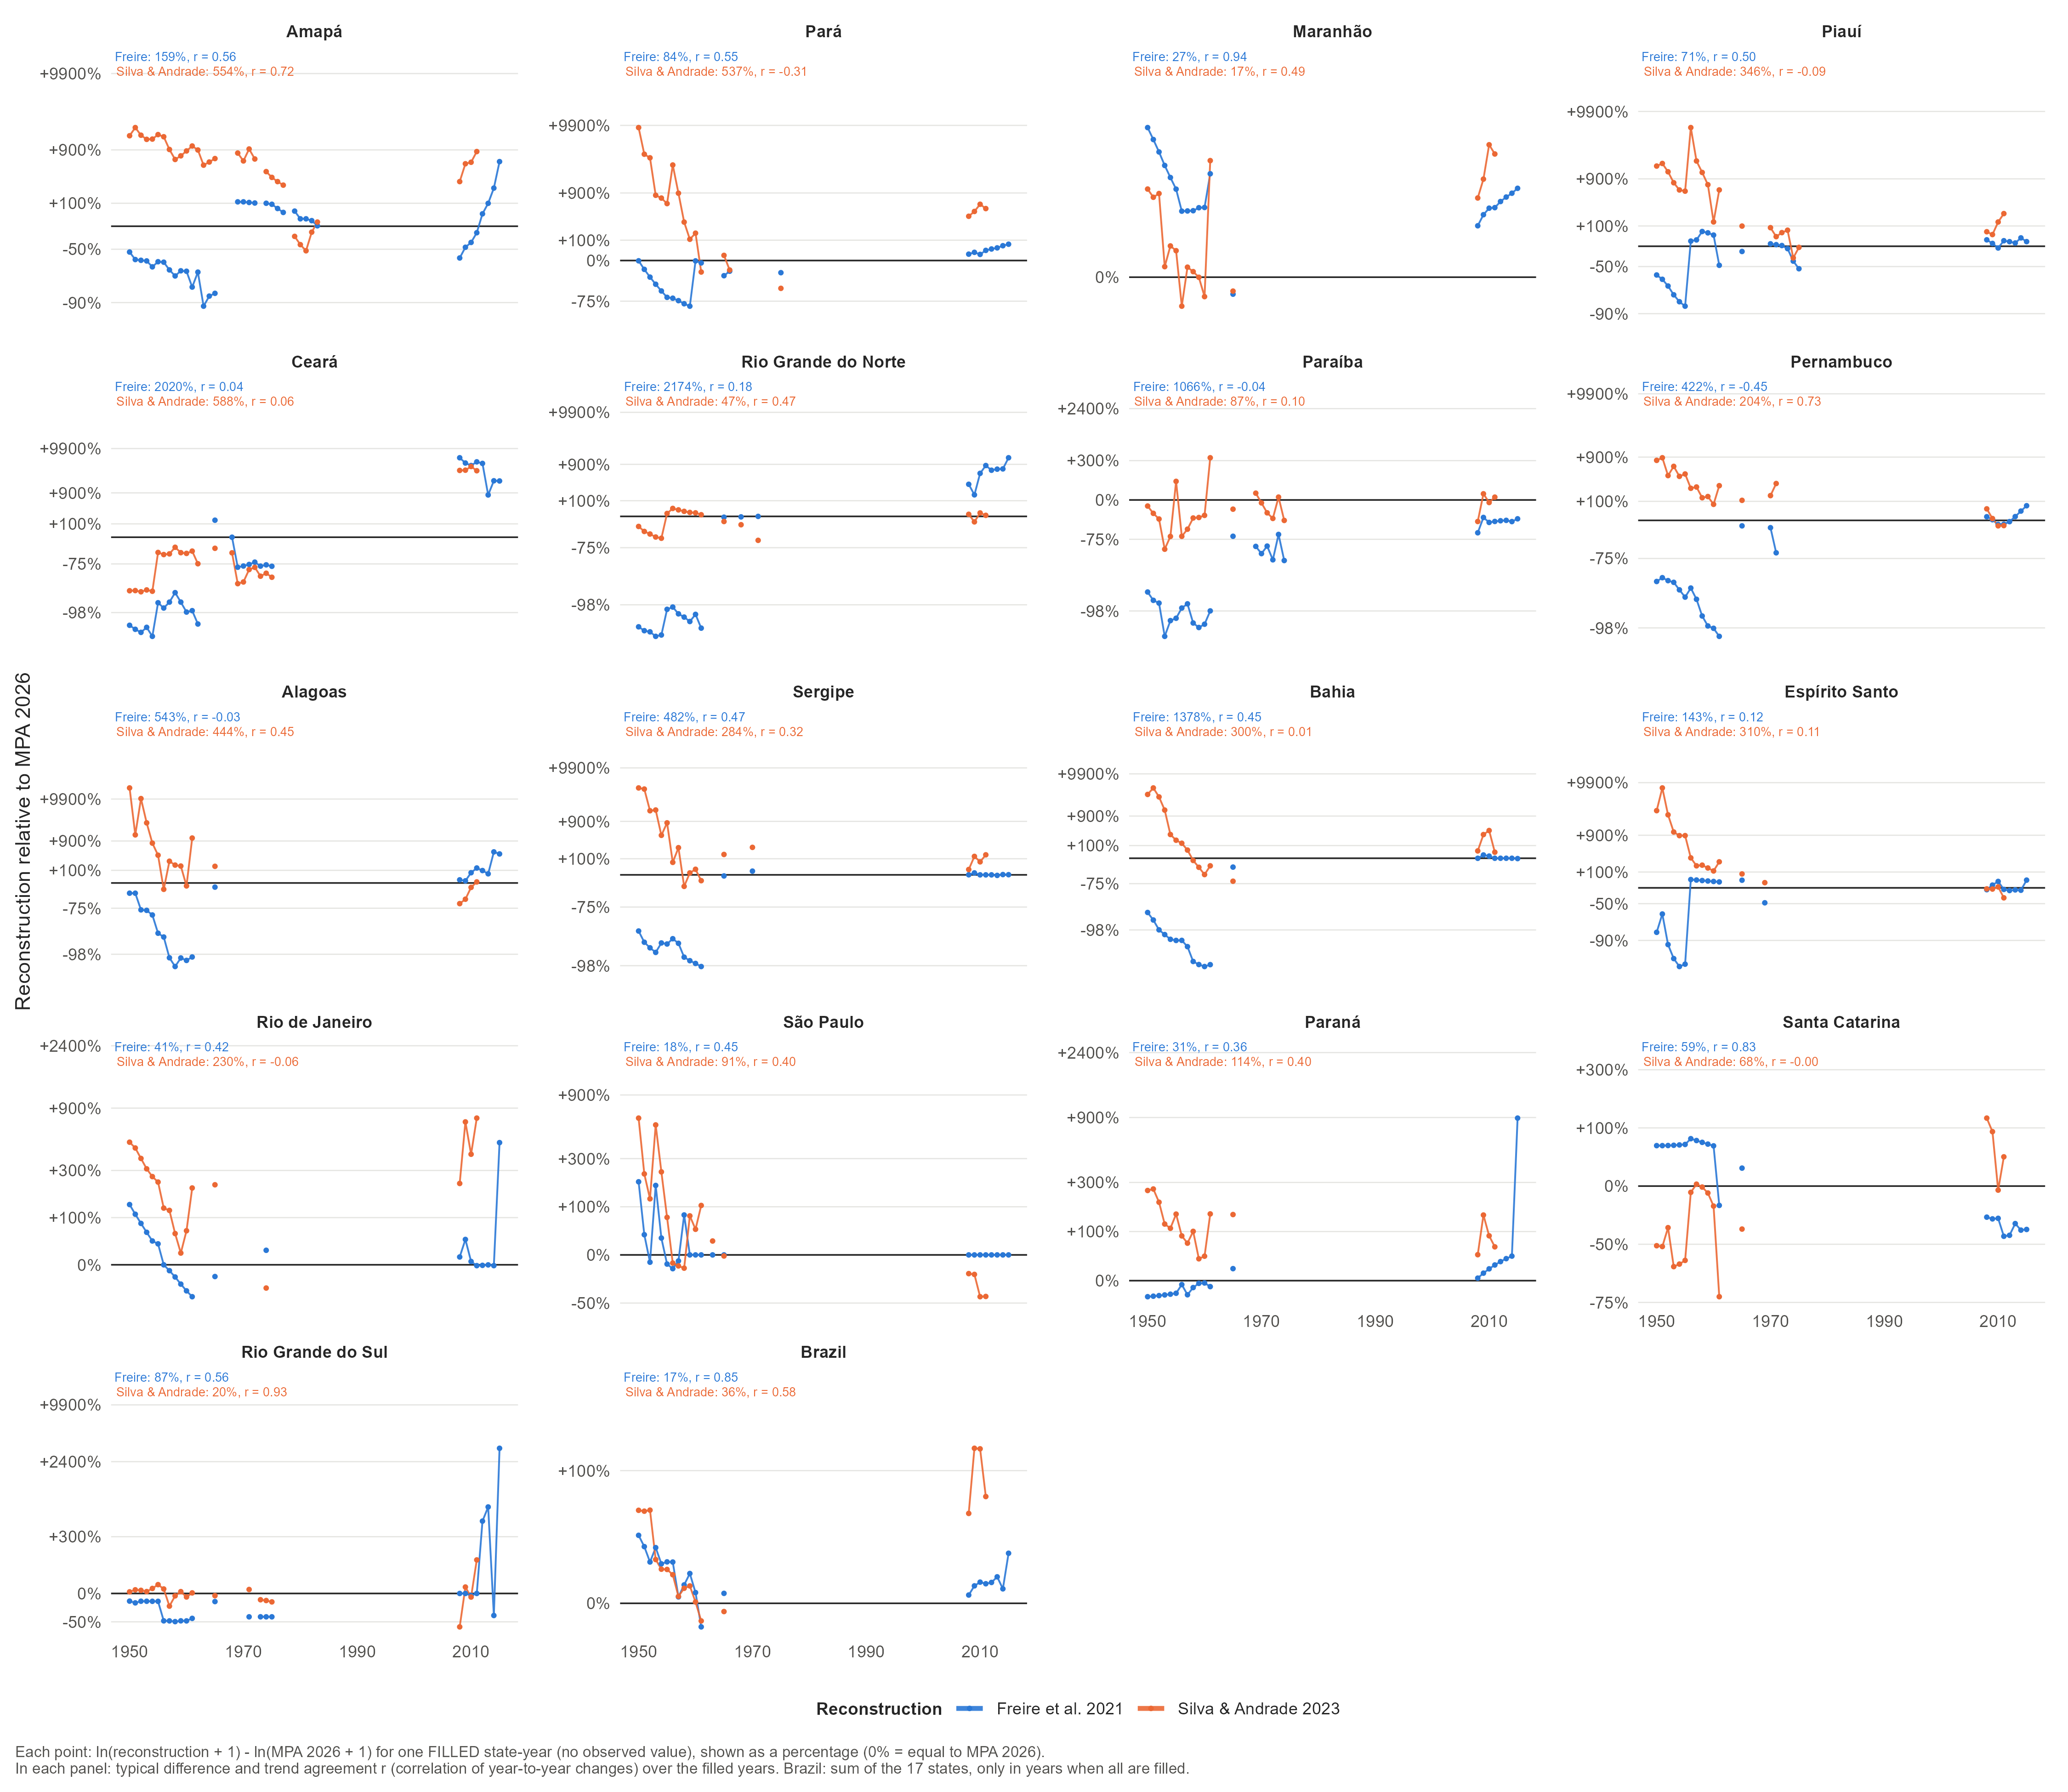 Amapá
Pará
Maranhão
Piauí
Freire: 159%, r = 0.56
Silva & Andrade: 554%, r = 0.72
Freire: 84%, r = 0.55
Silva & Andrade: 537%, r = -0.31
Freire: 27%, r = 0.94
Silva & Andrade: 17%, r = 0.49
Freire: 71%, r = 0.50
Silva & Andrade: 346%, r = -0.09
+9900%
+900%
+100%
-50%
-90%
+9900%
+900%
+100%
0%
-75%
0%
+9900%
+900%
+100%
-50%
-90%
Ceará
Rio Grande do Norte
Paraíba
Pernambuco
Freire: 2020%, r = 0.04
Silva & Andrade: 588%, r = 0.06
Freire: 2174%, r = 0.18
Silva & Andrade: 47%, r = 0.47
Freire: 1066%, r = -0.04
Silva & Andrade: 87%, r = 0.10
Freire: 422%, r = -0.45
Silva & Andrade: 204%, r = 0.73
+9900%
+900%
+100%
-75%
-98%
+9900%
+900%
+100%
-75%
-98%
+2400%
+300%
0%
-75%
-98%
+9900%
+900%
+100%
-75%
-98%
Reconstruction relative to MPA 2026
Alagoas
Sergipe
Bahia
Espírito Santo
Freire: 543%, r = -0.03
Silva & Andrade: 444%, r = 0.45
Freire: 482%, r = 0.47
Silva & Andrade: 284%, r = 0.32
Freire: 1378%, r = 0.45
Silva & Andrade: 300%, r = 0.01
Freire: 143%, r = 0.12
Silva & Andrade: 310%, r = 0.11
+9900%
+900%
+100%
-75%
-98%
+9900%
+900%
+100%
-75%
-98%
+9900%
+900%
+100%
-75%
-98%
+9900%
+900%
+100%
-50%
-90%
Rio de Janeiro
São Paulo
Paraná
Santa Catarina
Freire: 41%, r = 0.42
Silva & Andrade: 230%, r = -0.06
Freire: 18%, r = 0.45
Silva & Andrade: 91%, r = 0.40
Freire: 31%, r = 0.36
Silva & Andrade: 114%, r = 0.40
Freire: 59%, r = 0.83
Silva & Andrade: 68%, r = -0.00
+2400%
+900%
+300%
+100%
0%
+900%
+300%
+100%
0%
-50%
+2400%
+900%
+300%
+100%
0%
1950 1970 1990 2010
+300%
+100%
0%
-50%
-75%
1950 1970 1990 2010
Rio Grande do Sul
Brazil
Freire: 87%, r = 0.56
Silva & Andrade: 20%, r = 0.93
Freire: 17%, r = 0.85
Silva & Andrade: 36%, r = 0.58
+9900%
+2400%
+300%
0%
-50%
1950 1970 1990 2010
+100%
0%
1950 1970 1990 2010
Reconstruction Freire et al. 2021 Silva & Andrade 2023
Each point: ln(reconstruction + 1) - ln(MPA 2026 + 1) for one FILLED state-year (no observed value), shown as a percentage (0% = equal to MPA 2026).
In each panel: typical difference and trend agreement r (correlation of year-to-year changes) over the filled years. Brazil: sum of the 17 states, only in years when all are filled.